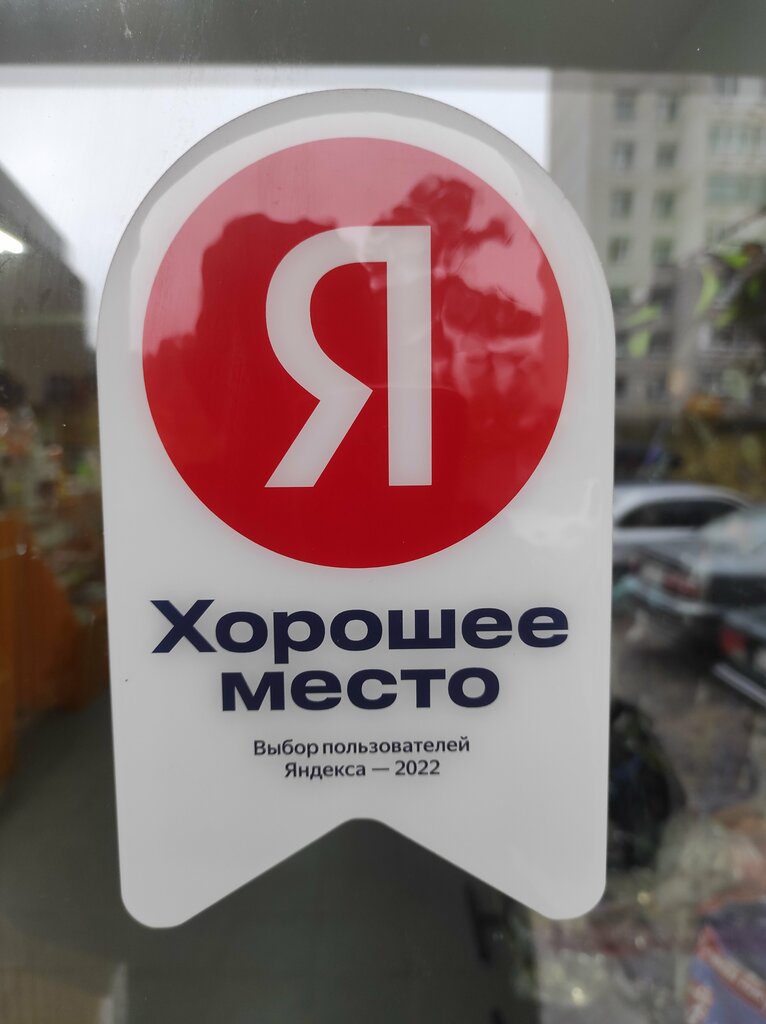 Я
Хорошее
место
Выбор пользователей
Яндекса — 2022